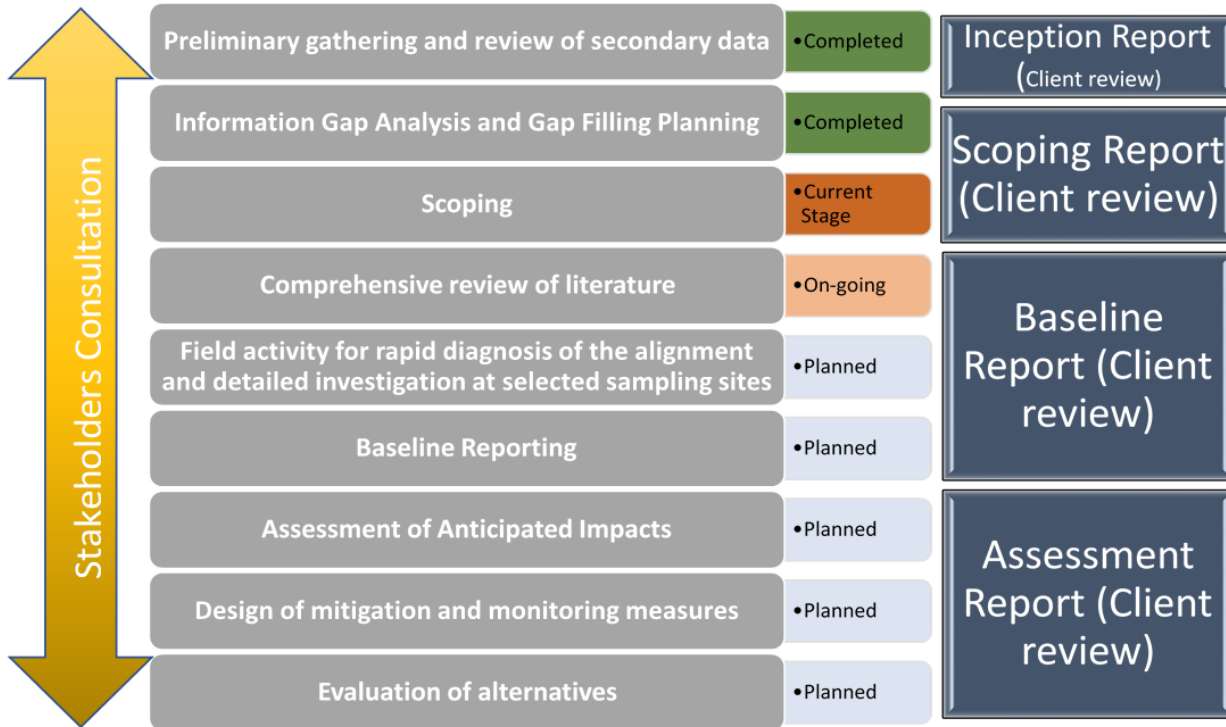 Stakeholders Consultation
Preliminary gathering and review of secondary data
•Completed
Information Gap Analysis and Gap Filling Planning
•Completed
Scoping
•Current
Stage
Comprehensive review of literature
•On-going
Field activity for rapid diagnosis of the alignment
and detailed investigation at selected sampling sites
•Planned
Baseline Reporting
•Planned
Assessment of Anticipated Impacts
•Planned
Design of mitigation and monitoring measures
•Planned
Evaluation of alternatives
•Planned
Inception Report
(Client review)
Scoping Report
(Client review)
Baseline
Report (Client
review)
Assessment
Report (Client
review)